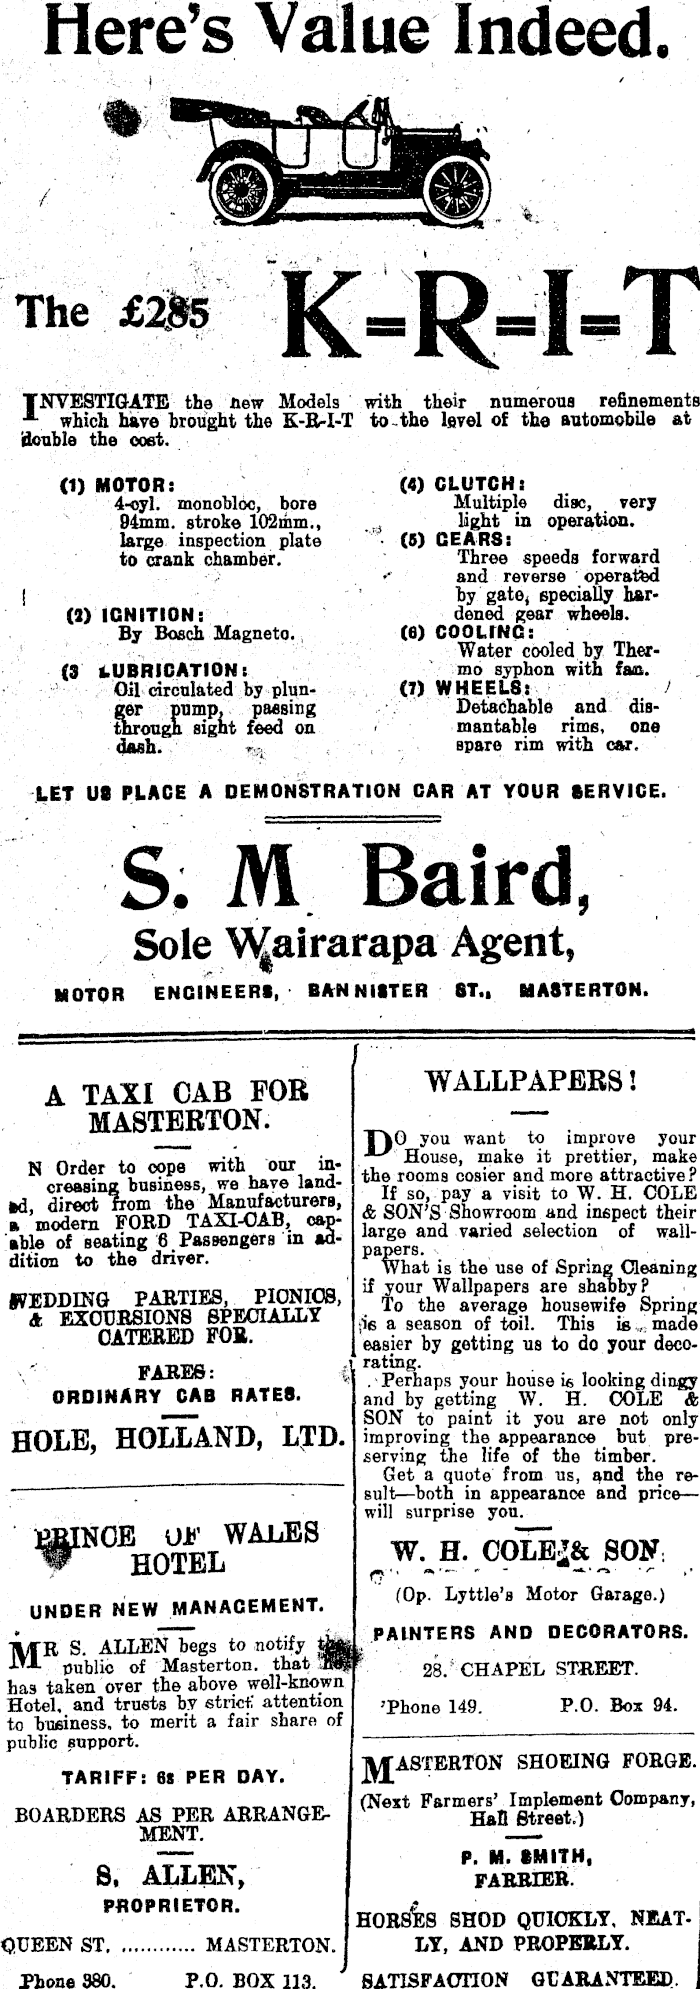 Here's Value Indeed.
The £285 K=R=I=T
INVESTIGATE the new Models with their numerous refinements
which have brought the K-R-I-T to the level of the automobile at
double the cost.
(1) MOTOR:
4-cyl. monobloc, bore
94mm. stroke 102mm.,
large inspection plate
to crank chamber.
(2) IGNITION:
By Bosch Magneto.
(3 LUBRICATION:
Oil circulated by plun-
ger pump, passing
through sight feed on
dash.
(4) CLUTCH:
Multiple disc, very
light in operation.
(5) GEARS:
Three speeds forward
and reverse operated
by gate, specially har-
dened gear wheels.
(6) COOLING:
Water cooled by Ther-
mo syphon with fan.
(7) WHEELS:
Detachable and dis-
mantable rims, one
spare rim with car.
LET US PLACE A DEMONSTRATION CAR AT YOUR SERVICE.
S. M Baird,
Sole Wairarapa Agent,
MOTOR ENGINEERS, BANNISTER ST., MASTERTON.
A TAXI CAB FOR
MASTERTON.
N Order to cope with our in-
creasing business, we have land-
ed, direct from the Manufacturers,
a modern FORD TAXI-CAB, cap-
able of seating 6 Passengers in ad-
dition to the driver.
WEDDING PARTIES, PICNICS,
& EXCURSIONS SPECIALLY
CATERED FOR.
FARES:
ORDINARY CAB RATES.
HOLE, HOLLAND, LTD.
PRINCE OF WALES
HOTEL
UNDER NEW MANAGEMENT.
MR S. ALLEN begs to notify the
public of Masterton. that he
has taken over the above well-known
Hotel, and trusts by strict attention
to business, to merit a fair share of
public support.
TARIFF: 6s PER DAY.
BOARDERS AS PER ARRANGE-
MENT.
S. ALLEN,
PROPRIETOR.
QUEEN ST. ............ MASTERTON.
Phone 380. P.O. BOX 113.
WALLPAPERS!
DO you want to improve your
House, make it prettier, make
the rooms cosier and more attractive?
If so, pay a visit to W. H. COLE
& SON'S Showroom and inspect their
large and varied selection of wall-
papers.
What is the use of Spring Cleaning
if your Wallpapers are shabby?
To the average housewife Spring
is a season of toil. This is made
easier by getting us to do your deco-
rating.
Perhaps your house is looking dingy
and by getting W. H. COLE &
SON to paint it you are not only
improving the appearance but pre-
serving the life of the timber.
Get a quote from us, and the re-
sult—both in appearance and price—
will surprise you.
W. H. COLE & SON.
(Op. Lyttle's Motor Garage.)
PAINTERS AND DECORATORS.
28. CHAPEL STREET.
'Phone 149. P.O. Box 94.
MASTERTON SHOEING FORGE.
(Next Farmers' Implement Company,
Hall Street.)
P. M. SMITH,
FARRIER.
HORSES SHOD QUICKLY, NEAT-
LY, AND PROPERLY.
SATISFACTION GUARANTEED.